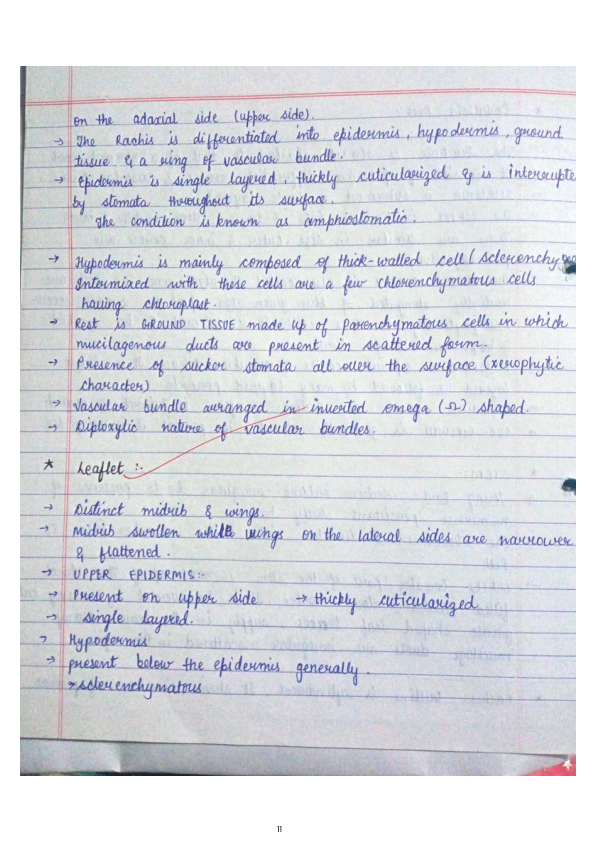 on the adaxial side (upper side).
→ The Rachis is differentiated into epidermis, hypodermis, ground
tissue & a ring of vascular bundle.
→ Epidermis is single layered, thickly cuticularized & is interrupte
by stomata throughout its surface.
The condition is known as amphiostomatic.
→ Hypodermis is mainly composed of thick-walled cell (sclerenchy
Intermixed with these cells are a few chlorenchymatous cells
having chloroplast.
→ Rest is GROUND TISSUE made up of parenchymatous cells in which
mucilagenous ducts are present in scattered form.
→ Presence of sucker stomata all over the surface (xerophytic
character)
→ Vascular bundle arranged in inverted omega (Ω) shaped.
→ Diploxylic nature of vascular bundles.
* Leaflet :-
→ Distinct midrib & wings.
→ Midrib swollen while wings on the lateral sides are narrower
& flattened.
→ UPPER EPIDERMIS:-
→ Present on upper side → thickly cuticularized
→ single layered.
→ Hypodermis
→ present below the epidermis generally.
→ sclerenchymatous
11